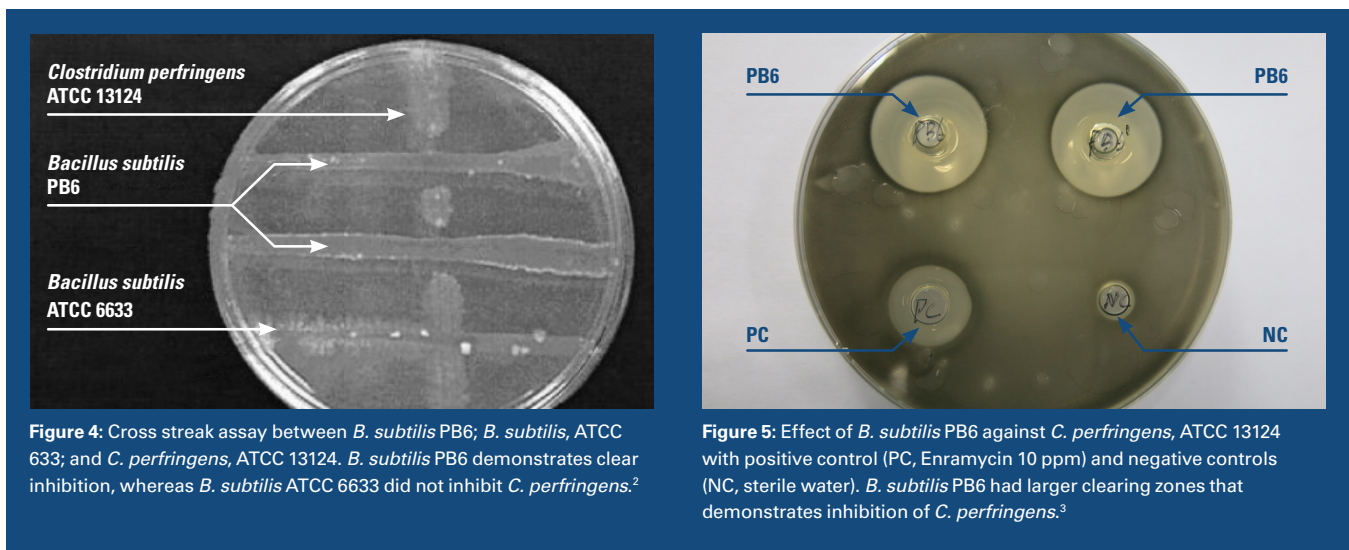 Clostridium perfringens
ATCC 13124
Bacillus subtilis
PB6
Bacillus subtilis
ATCC 6633
Figure 4: Cross streak assay between B. subtilis PB6; B. subtilis, ATCC
633; and C. perfringens, ATCC 13124. B. subtilis PB6 demonstrates clear
inhibition, whereas B. subtilis ATCC 6633 did not inhibit C. perfringens.²
PB6
PB6
PB6
PC
PC
NC
NC
Figure 5: Effect of B. subtilis PB6 against C. perfringens, ATCC 13124
with positive control (PC, Enramycin 10 ppm) and negative controls
(NC, sterile water). B. subtilis PB6 had larger clearing zones that
demonstrates inhibition of C. perfringens.³